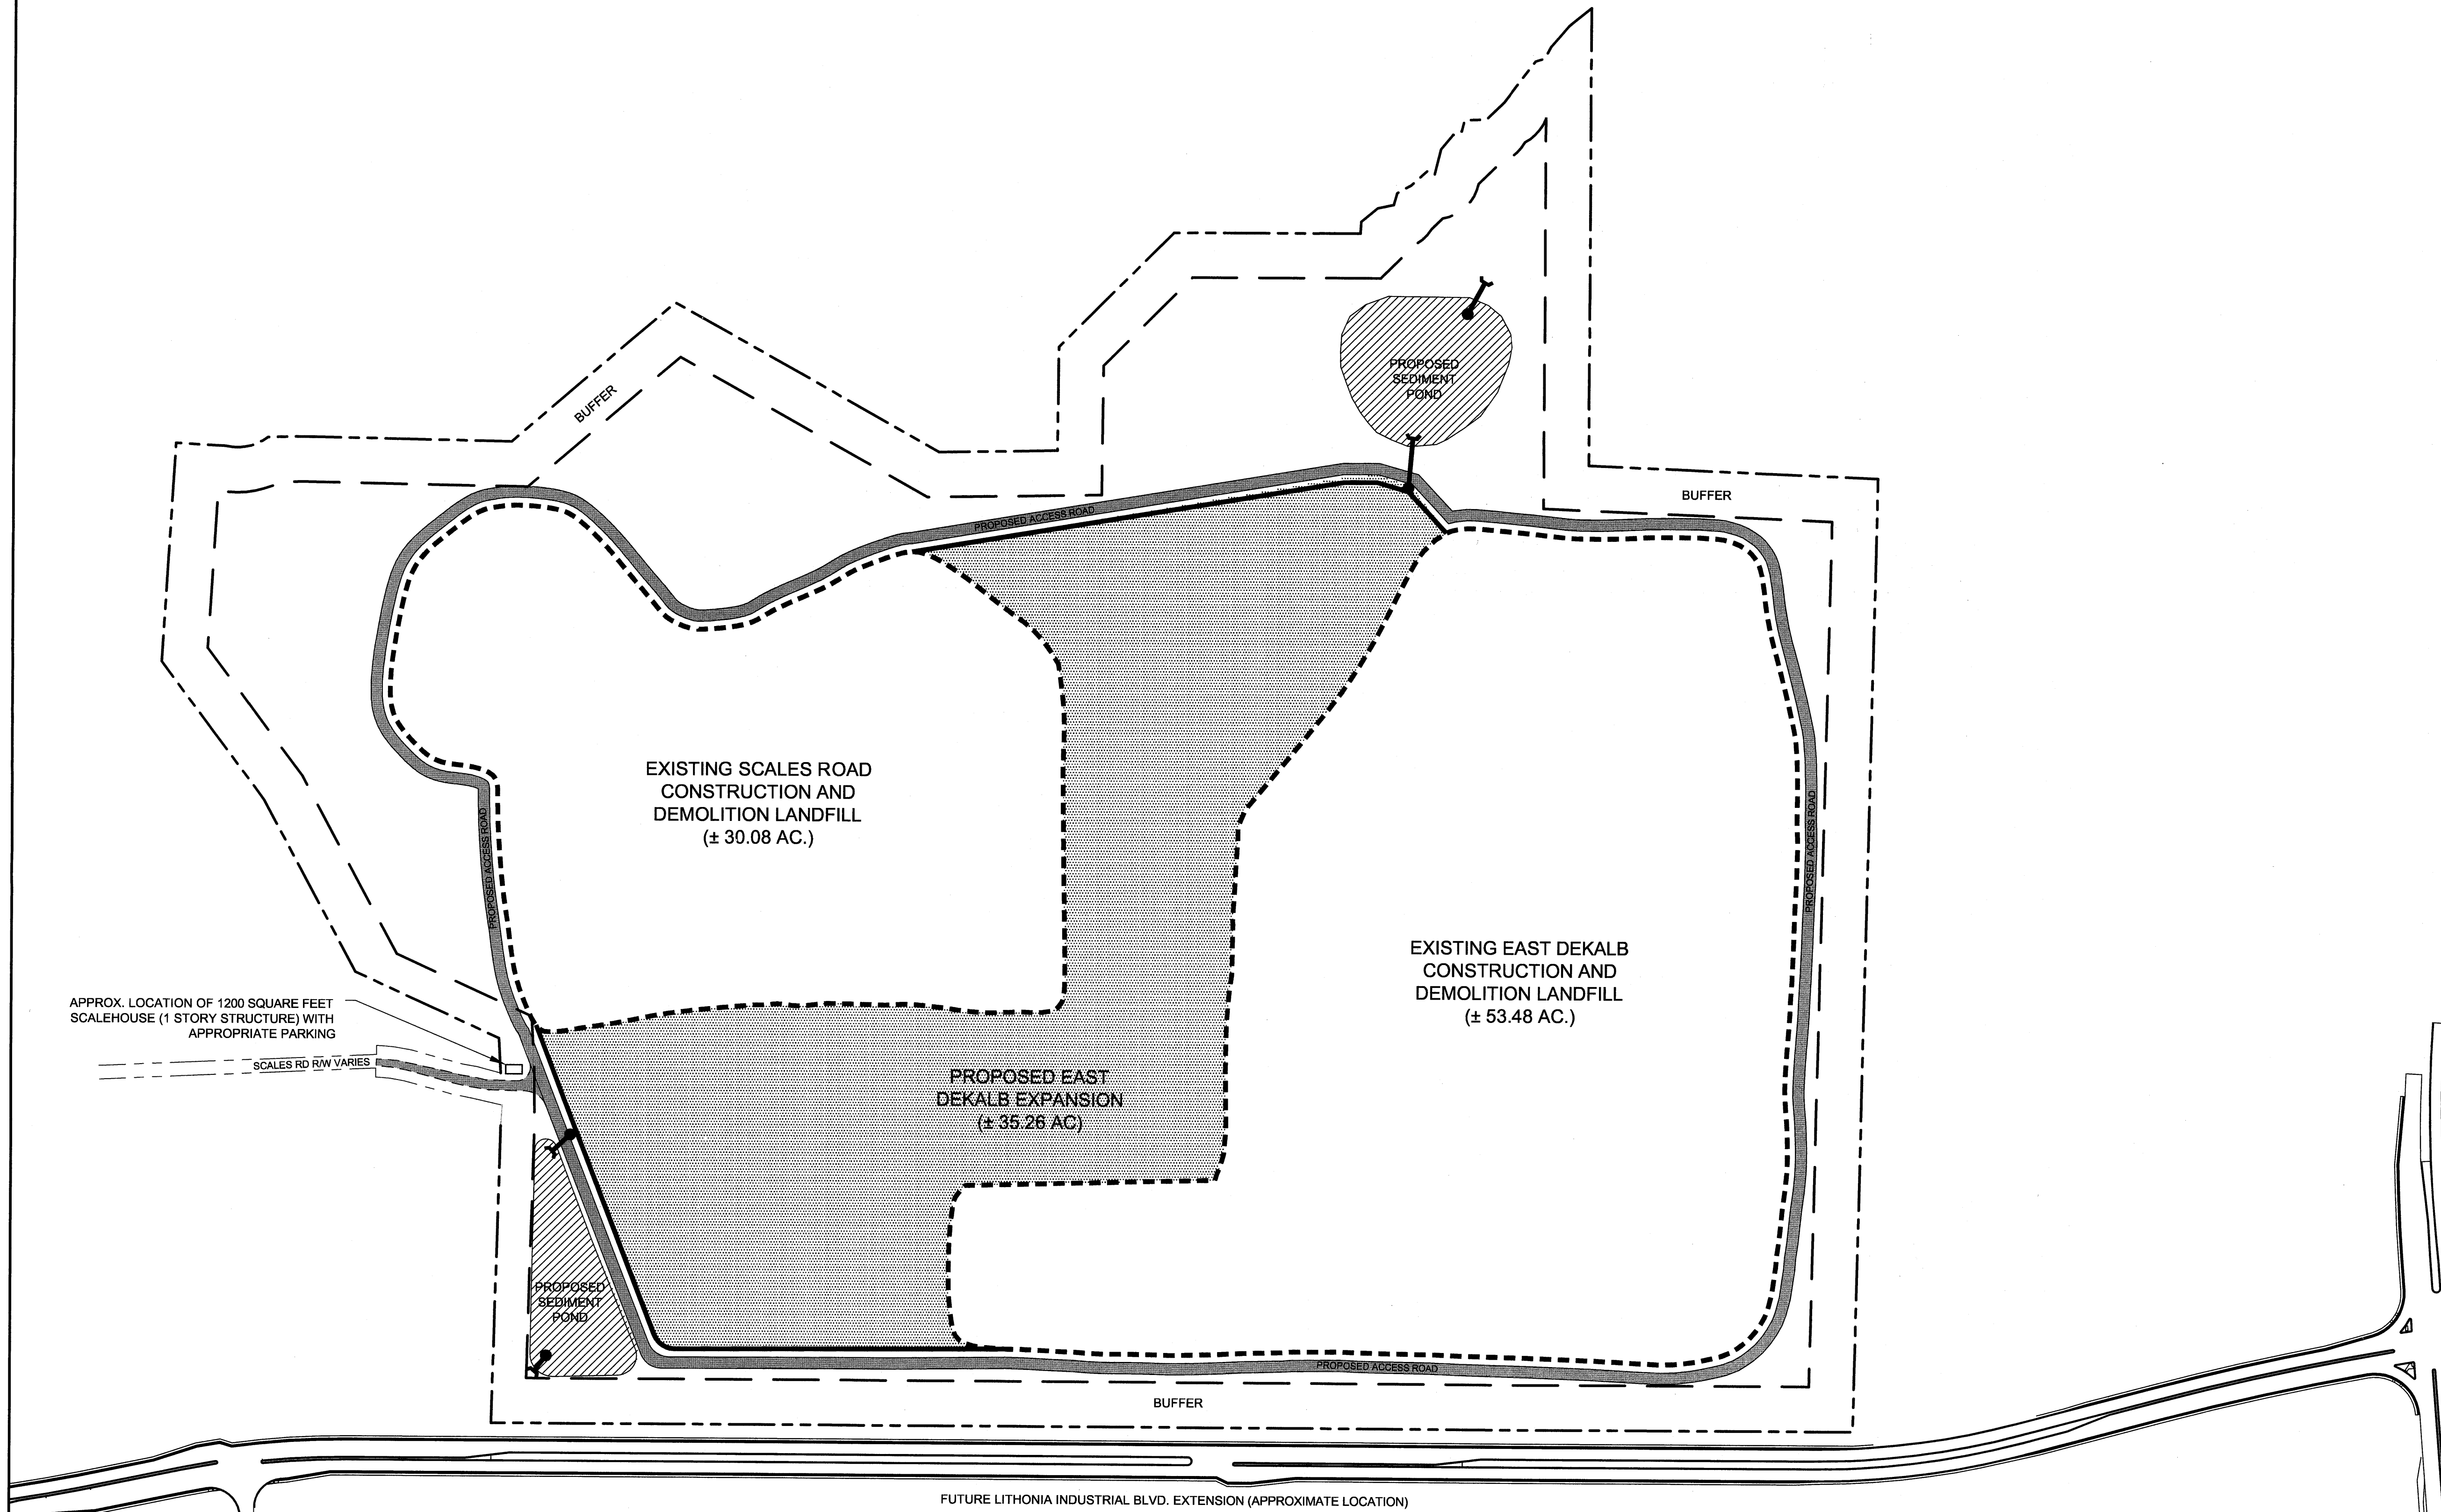 BUFFER
PROPOSED
SEDIMENT
POND
BUFFER
PROPOSED ACCESS ROAD
EXISTING SCALES ROAD
CONSTRUCTION AND
DEMOLITION LANDFILL
(± 30.08 AC.)
PROPOSED ACCESS ROAD
PROPOSED ACCESS ROAD
EXISTING EAST DEKALB
CONSTRUCTION AND
DEMOLITION LANDFILL
(± 53.48 AC.)
APPROX. LOCATION OF 1200 SQUARE FEET
SCALEHOUSE (1 STORY STRUCTURE) WITH
APPROPRIATE PARKING
SCALES RD R/W VARIES
PROPOSED EAST
DEKALB EXPANSION
(± 35.26 AC)
PROPOSED
SEDIMENT
POND
PROPOSED ACCESS ROAD
BUFFER
FUTURE LITHONIA INDUSTRIAL BLVD. EXTENSION (APPROXIMATE LOCATION)